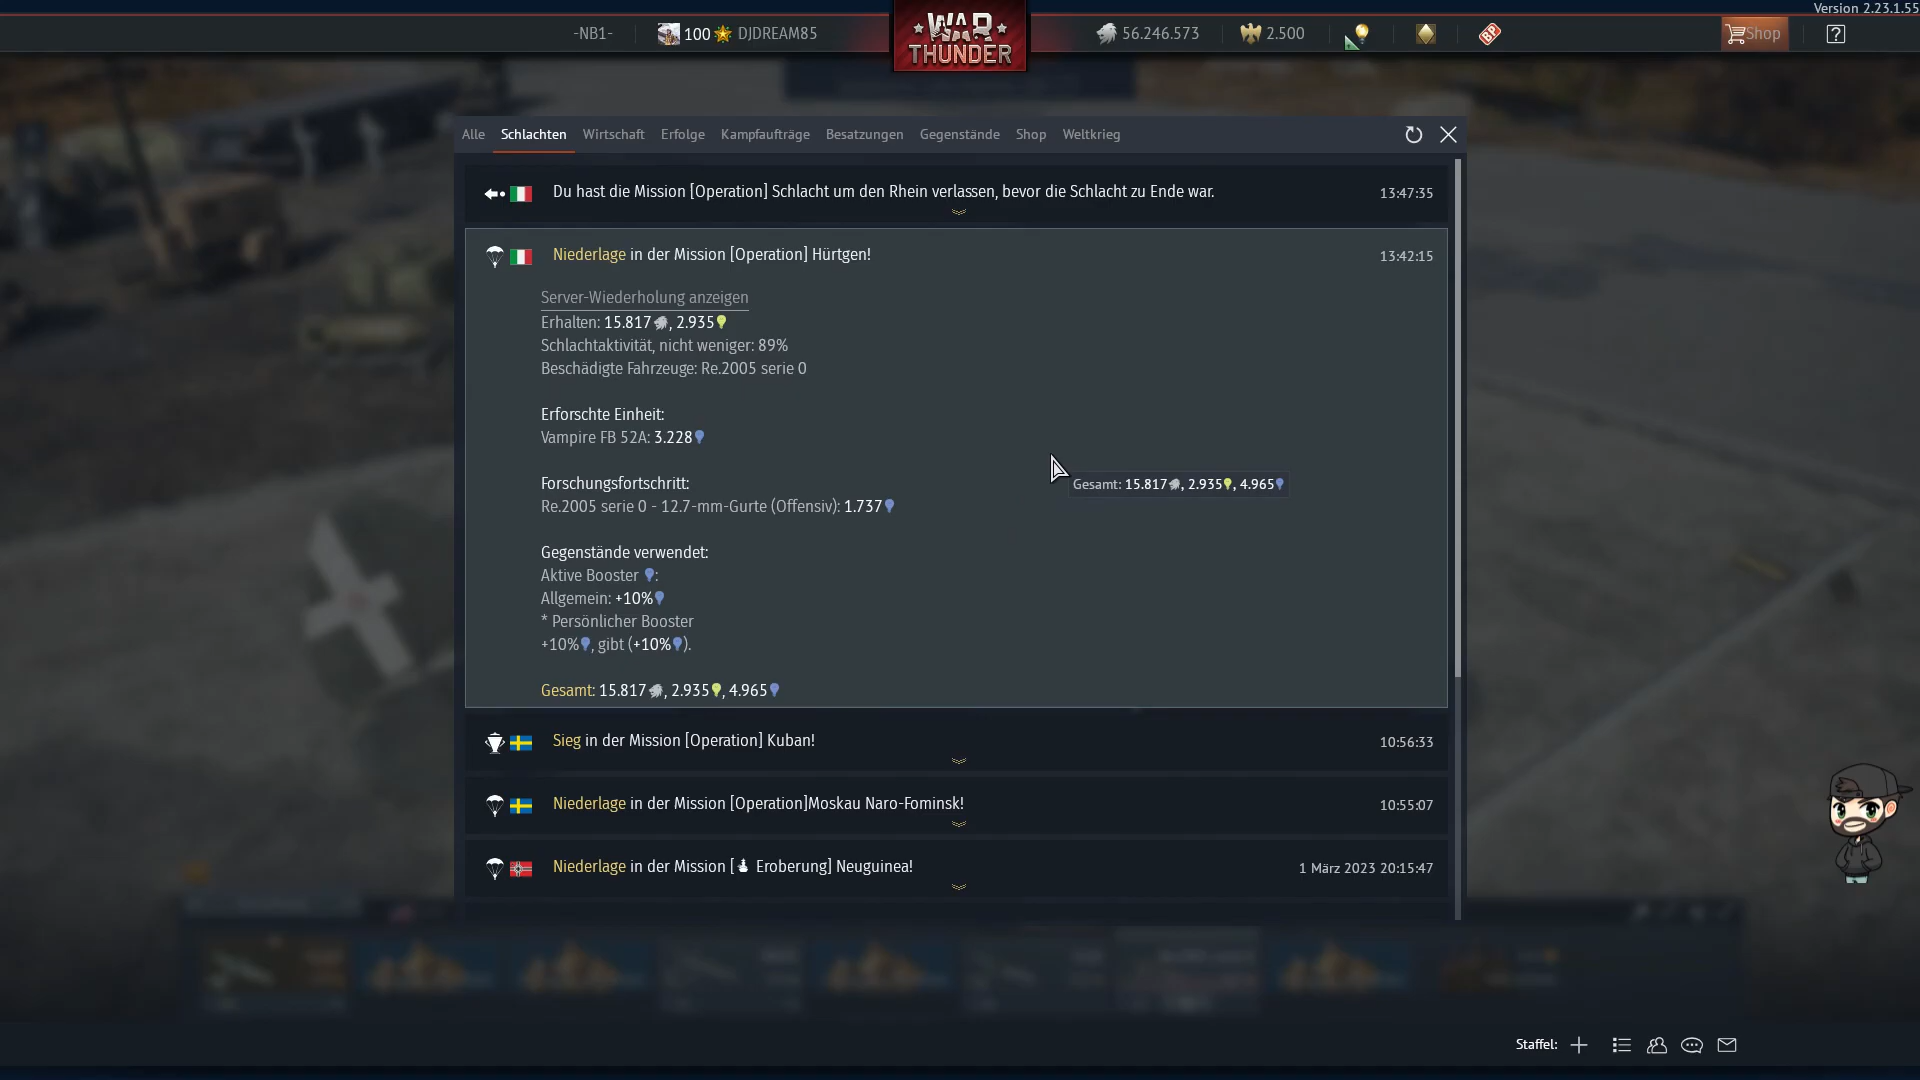 Version 2.23.1.55
-NB1-
100 DJDREAM85
WAR THUNDER
56.246.573
2.500
BP
Shop
?
Alle Schlachten Wirtschaft Erfolge Kampfaufträge Besatzungen Gegenstände Shop Weltkrieg
Du hast die Mission [Operation] Schlacht um den Rhein verlassen, bevor die Schlacht zu Ende war. 13:47:35
Niederlage in der Mission [Operation] Hürtgen! 13:42:15
Server-Wiederholung anzeigen
Erhalten: 15.817, 2.935
Schlachtaktivität, nicht weniger: 89%
Beschädigte Fahrzeuge: Re.2005 serie 0
Erforschte Einheit:
Vampire FB 52A: 3.228
Forschungsfortschritt:
Gesamt: 15.817, 2.935, 4.965
Re.2005 serie 0 - 12.7-mm-Gurte (Offensiv): 1.737
Gegenstände verwendet:
Aktive Booster :
Allgemein: +10%
* Persönlicher Booster
+10%, gibt (+10%).
Gesamt: 15.817, 2.935, 4.965
Sieg in der Mission [Operation] Kuban! 10:56:33
Niederlage in der Mission [Operation]Moskau Naro-Fominsk! 10:55:07
Niederlage in der Mission [ Eroberung] Neuguinea! 1 März 2023 20:15:47
Staffel: